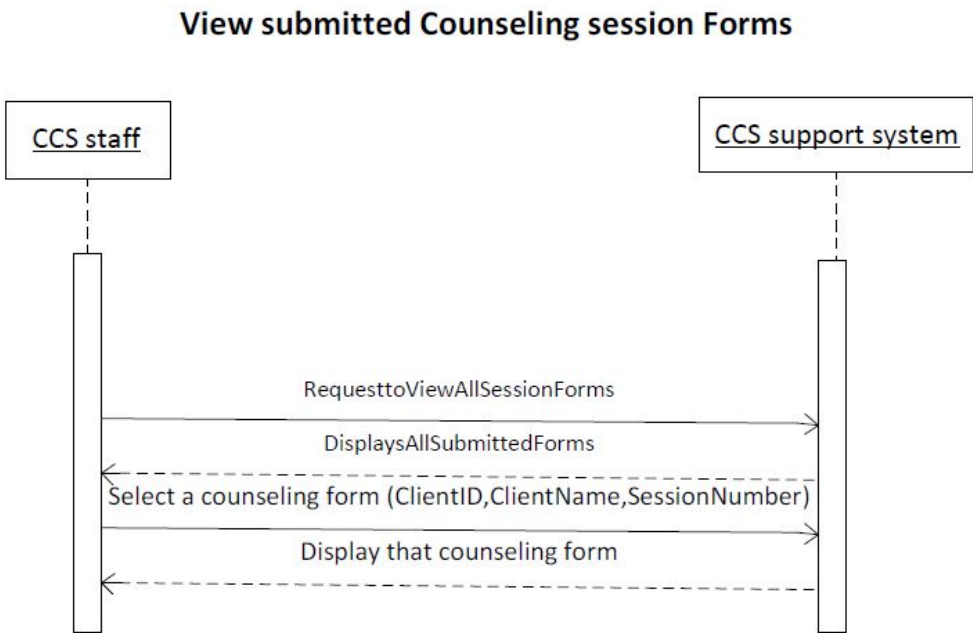 View submitted Counseling session Forms
CCS staff
CCS support system
RequesttoViewAllSessionForms
DisplaysAllSubmittedForms
Select a counseling form (ClientID,ClientName,SessionNumber)
Display that counseling form